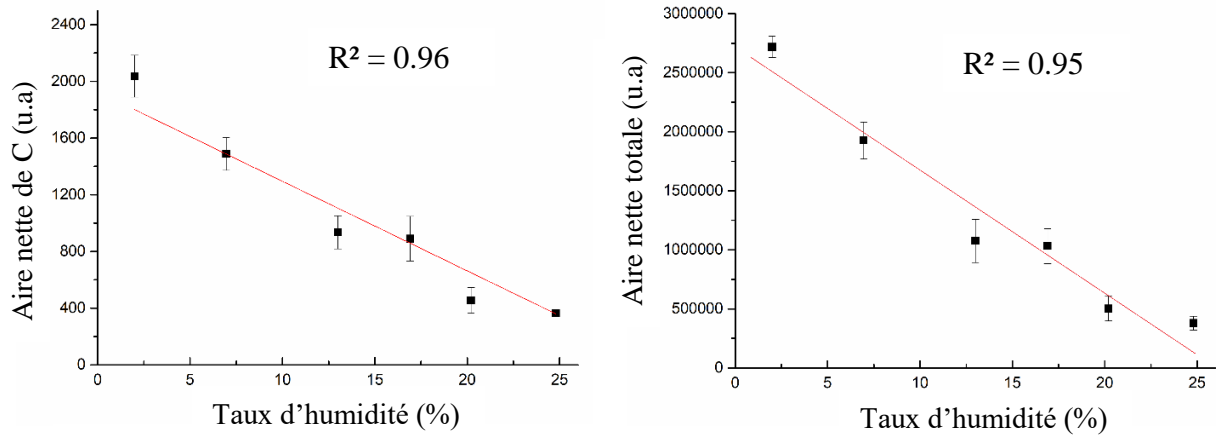 R² = 0.96
Aire nette de C (u.a)
2400
2000
1600
1200
800
400
0
0 5 10 15 20 25
Taux d'humidité (%)
R² = 0.95
Aire nette totale (u.a)
3000000
2500000
2000000
1500000
1000000
500000
0
0 5 10 15 20 25
Taux d'humidité (%)